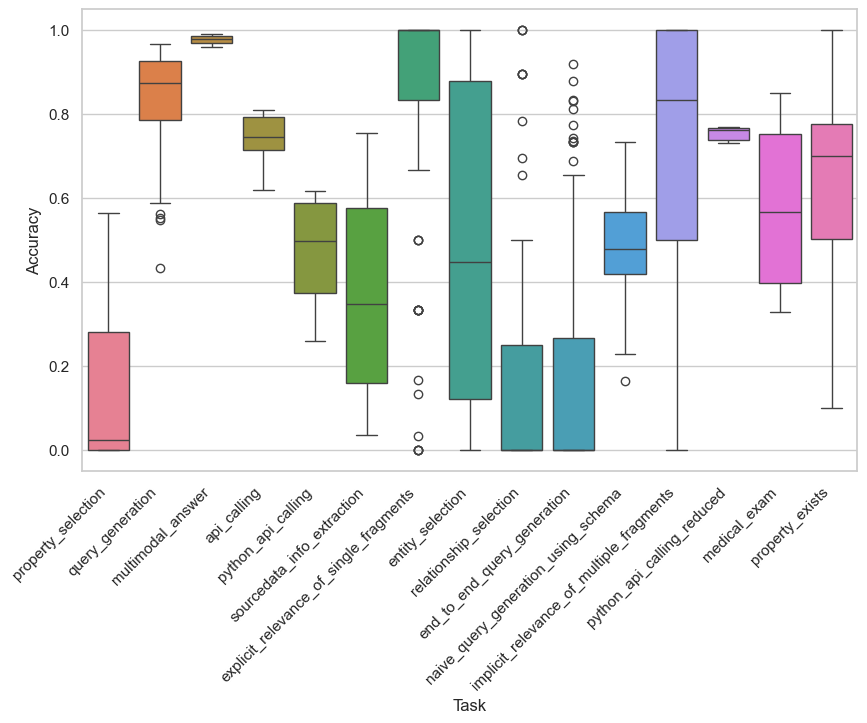 1.0
0.8
0.6
0.4
0.2
0.0
Accuracy
property_selection
query_generation
multimodal_answer
api_calling
python_api_calling
sourcedata_info_extraction
explicit_relevance_of_single_fragments
entity_selection
relationship_selection
end_to_end_query_generation
naive_query_generation_using_schema
implicit_relevance_of_multiple_fragments
python_api_calling_reduced
medical_exam
property_exists
Task